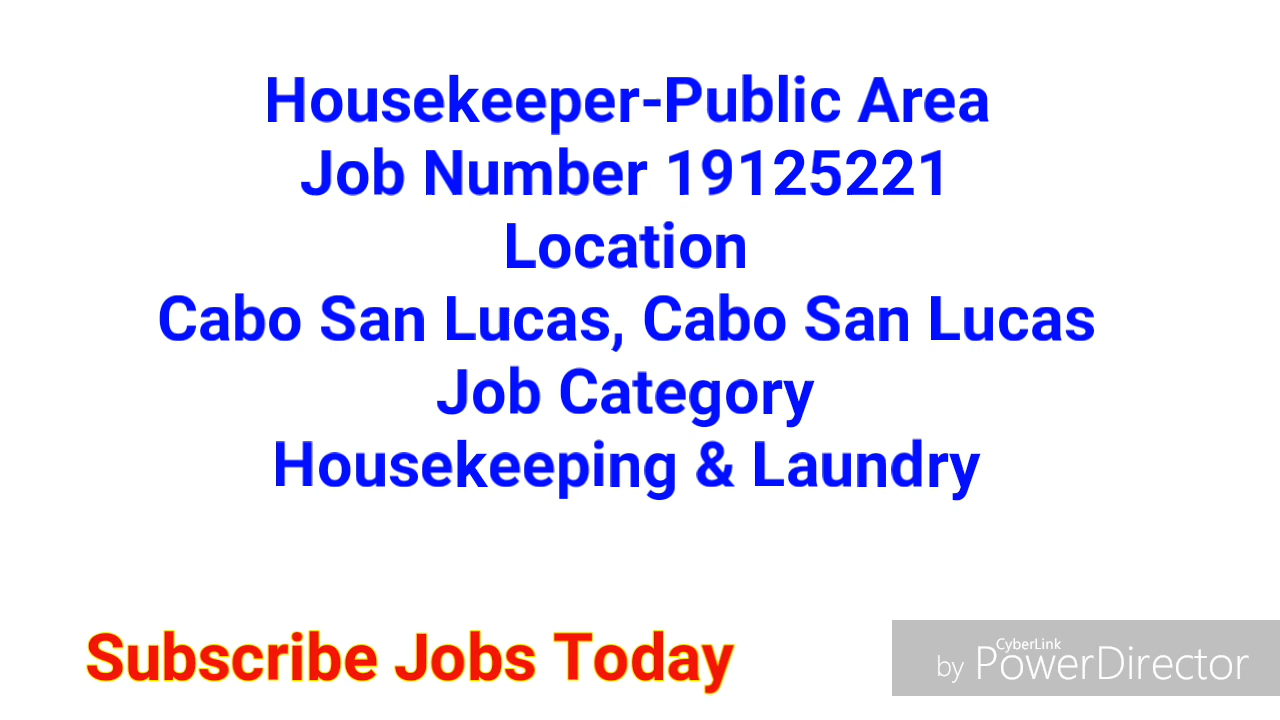 Housekeeper-Public Area
Job Number 19125221
Location
Cabo San Lucas, Cabo San Lucas
Job Category
Housekeeping & Laundry
Subscribe Jobs Today
CyberLink
by PowerDirector